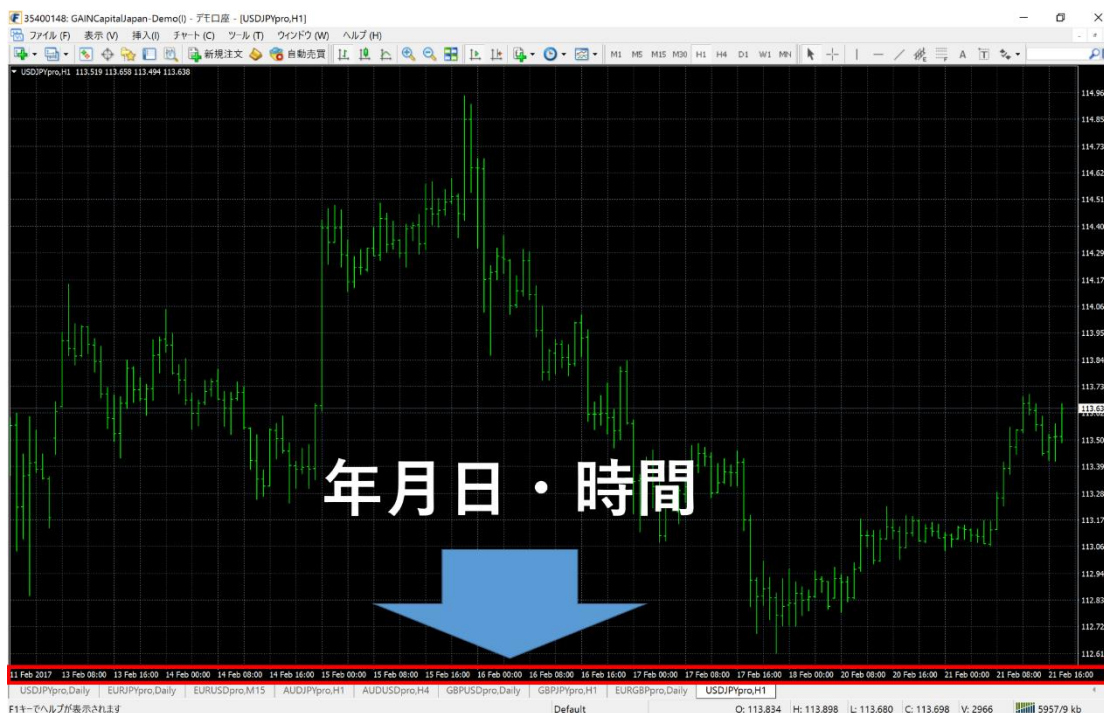 35400148: GAINCapitalJapan-Demo(I) - デモ口座 - [USDJPYpro,H1]
ファイル (F) 表示 (V) 挿入(I) チャート (C) ツール (T) ウィンドウ (W) ヘルプ (H)
新規注文 自動売買 M1 M5 M15 M30 H1 H4 D1 W1 MN E F A T
USDJPYpro,H1 113.519 113.658 113.494 113.638
114.96
114.85
114.73
114.62
114.51
114.40
114.29
114.17
114.06
113.95
113.84
113.73
113.63
113.50
113.39
113.28
113.17
113.06
112.94
112.83
112.72
112.61
年月日・時間
11 Feb 2017 13 Feb 08:00 13 Feb 16:00 14 Feb 00:00 14 Feb 08:00 14 Feb 16:00 15 Feb 00:00 15 Feb 08:00 15 Feb 16:00 16 Feb 00:00 16 Feb 08:00 16 Feb 16:00 17 Feb 00:00 17 Feb 08:00 17 Feb 16:00 18 Feb 00:00 20 Feb 08:00 20 Feb 16:00 21 Feb 00:00 21 Feb 08:00 21 Feb 16:00
USDJPYpro,Daily EURJPYpro,Daily EURUSDpro,M15 AUDJPYpro,H1 AUDUSDpro,H4 GBPUSDpro,Daily GBPJPYpro,H1 EURGBPpro,Daily USDJPYpro,H1
F1キーでヘルプが表示されます Default O: 113.834 H: 113.898 L: 113.680 C: 113.698 V: 2966 5957/9 kb